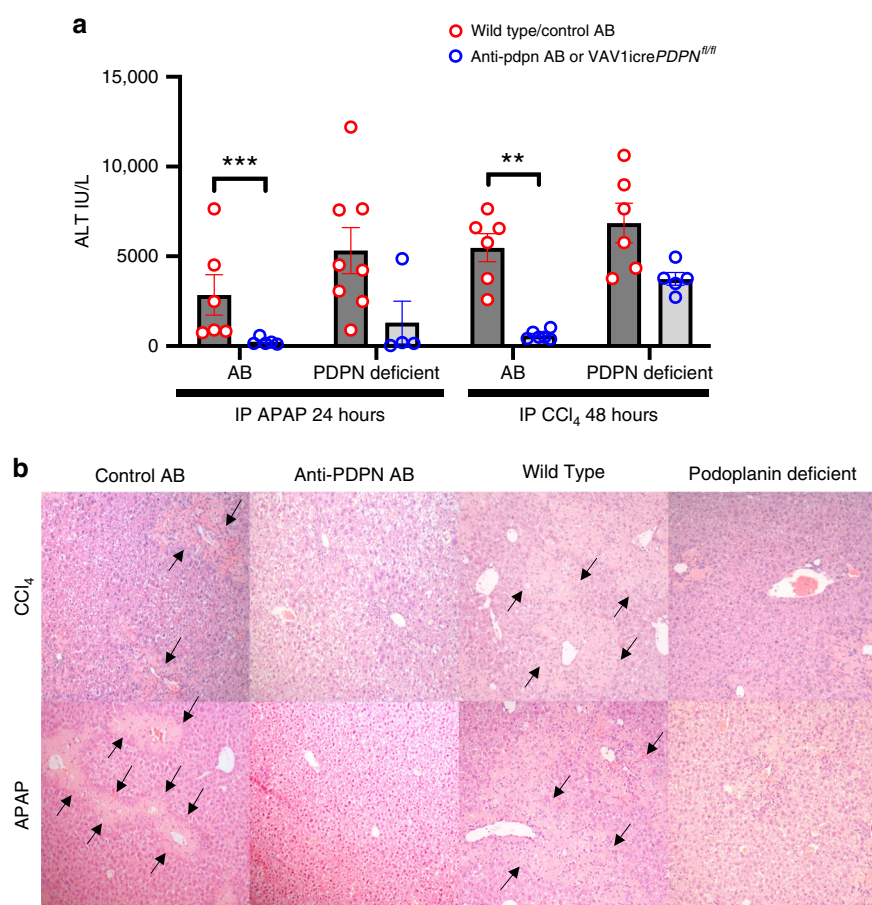 a
Wild type/control AB
Anti-pdpn AB or VAV1icrePDPN^fl/fl
15,000
10,000
5000
0
ALT IU/L
***
**
AB
PDPN deficient
AB
PDPN deficient
IP APAP 24 hours
IP CCl₄ 48 hours
b
Control AB
Anti-PDPN AB
Wild Type
Podoplanin deficient
CCl₄
APAP